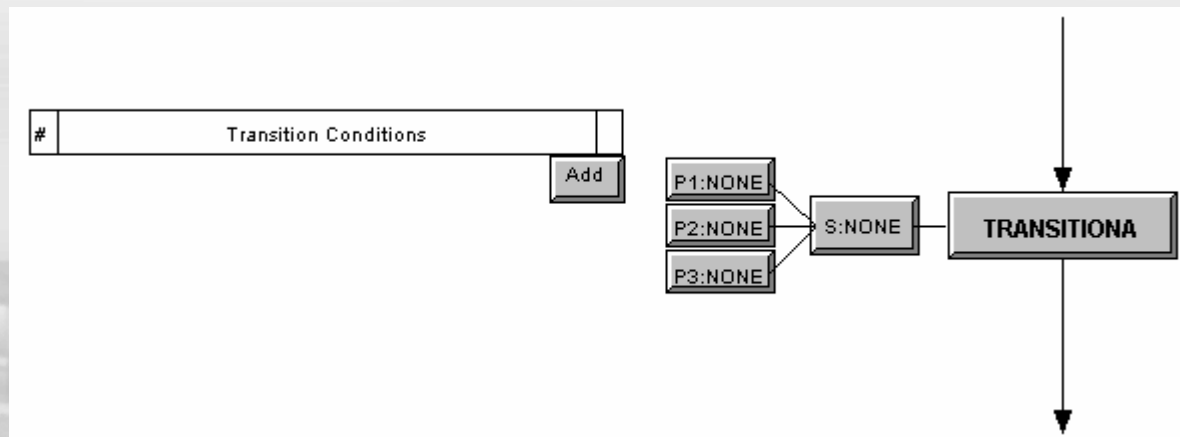 # Transition Conditions
Add
P1:NONE
P2:NONE
P3:NONE
S:NONE
TRANSITIONA